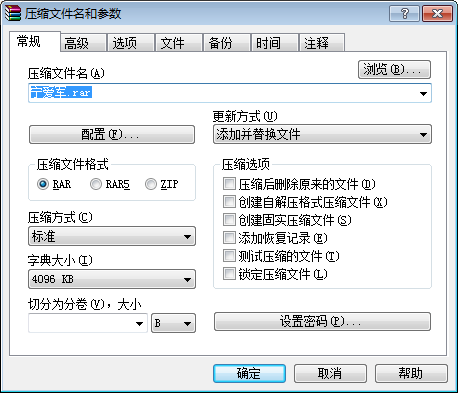 压缩文件名和参数
常规 高级 选项 文件 备份 时间 注释
压缩文件名(A)
浏览(B)...
宁爱军.rar
更新方式(U)
配置(F)...
添加并替换文件
压缩文件格式
RAR RAR5 ZIP
压缩方式(C)
标准
字典大小(I)
4096 KB
切分为分卷(V)，大小
B
压缩选项
压缩后删除原来的文件(D)
创建自解压格式压缩文件(X)
创建固实压缩文件(S)
添加恢复记录(E)
测试压缩的文件(T)
锁定压缩文件(L)
设置密码(P)...
确定 取消 帮助